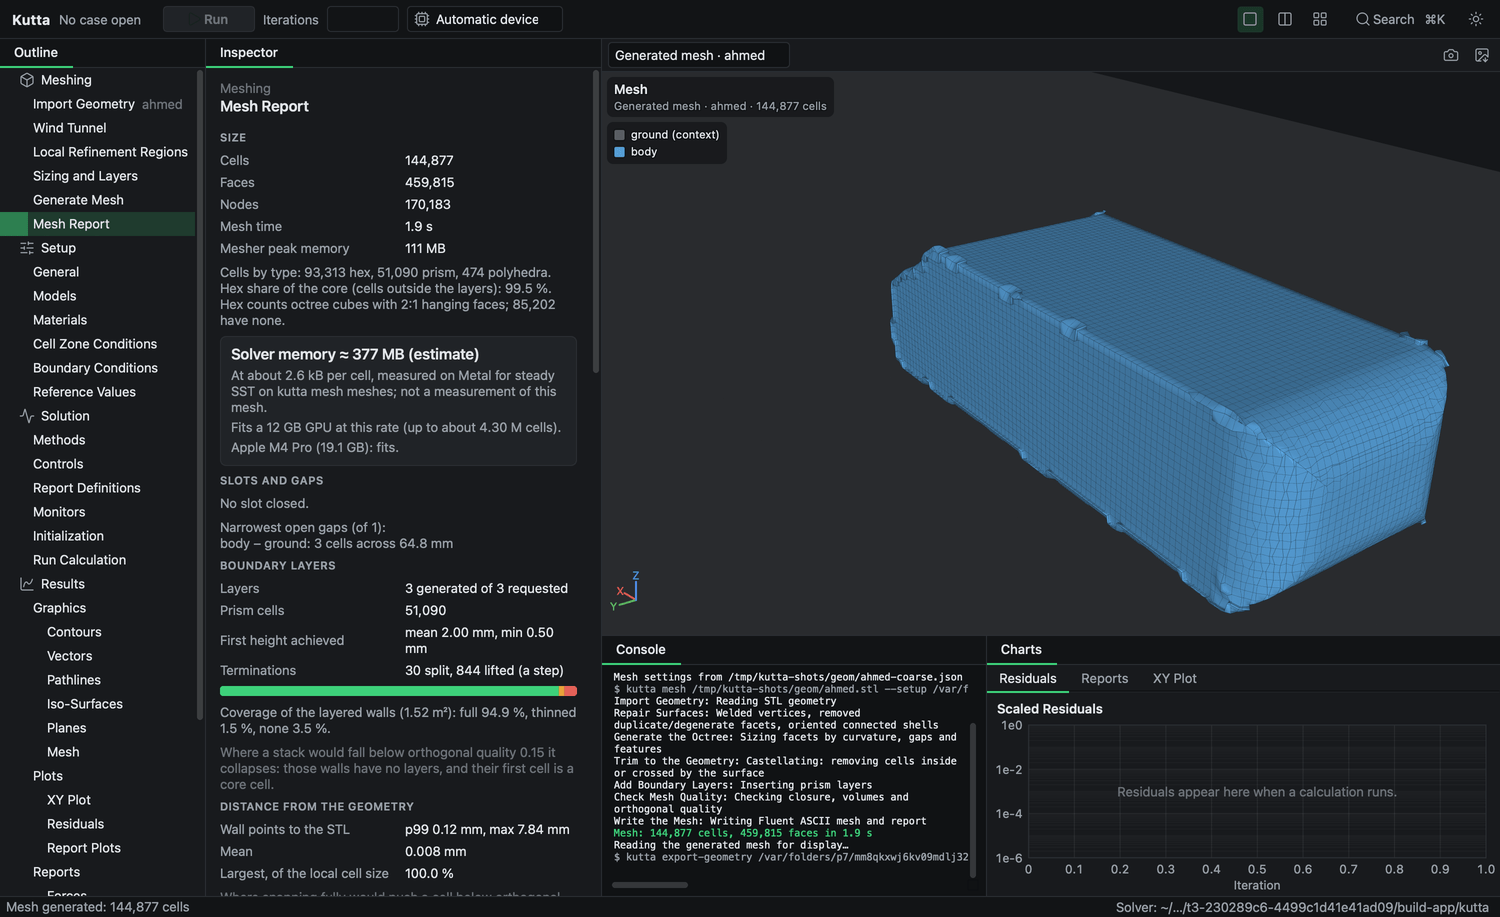 Kutta No case open Run Iterations Automatic device Search ⌘K
Outline
Meshing
Import Geometry ahmed
Wind Tunnel
Local Refinement Regions
Sizing and Layers
Generate Mesh
Mesh Report
Setup
General
Models
Materials
Cell Zone Conditions
Boundary Conditions
Reference Values
Solution
Methods
Controls
Report Definitions
Monitors
Initialization
Run Calculation
Results
Graphics
Contours
Vectors
Pathlines
Iso-Surfaces
Planes
Mesh
Plots
XY Plot
Residuals
Report Plots
Reports
Forces
Inspector
Meshing
Mesh Report
SIZE
Cells 144,877
Faces 459,815
Nodes 170,183
Mesh time 1.9 s
Mesher peak memory 111 MB
Cells by type: 93,313 hex, 51,090 prism, 474 polyhedra.
Hex share of the core (cells outside the layers): 99.5 %.
Hex counts octree cubes with 2:1 hanging faces; 85,202
have none.
Solver memory ≈ 377 MB (estimate)
At about 2.6 kB per cell, measured on Metal for steady
SST on kutta mesh meshes; not a measurement of this
mesh.
Fits a 12 GB GPU at this rate (up to about 4.30 M cells).
Apple M4 Pro (19.1 GB): fits.
SLOTS AND GAPS
No slot closed.
Narrowest open gaps (of 1):
body – ground: 3 cells across 64.8 mm
BOUNDARY LAYERS
Layers 3 generated of 3 requested
Prism cells 51,090
First height achieved mean 2.00 mm, min 0.50
mm
Terminations 30 split, 844 lifted (a step)
Coverage of the layered walls (1.52 m²): full 94.9 %, thinned
1.5 %, none 3.5 %.
Where a stack would fall below orthogonal quality 0.15 it
collapses: those walls have no layers, and their first cell is a
core cell.
DISTANCE FROM THE GEOMETRY
Wall points to the STL p99 0.12 mm, max 7.84 mm
Mean 0.008 mm
Largest, of the local cell size 100.0 %
Where snapping fully would push a cell below orthogonal
Generated mesh · ahmed
Mesh
Generated mesh · ahmed · 144,877 cells
ground (context)
body
Z
X
Y
Console
Mesh settings from /tmp/kutta-shots/geom/ahmed-coarse.json
$ kutta mesh /tmp/kutta-shots/geom/ahmed.stl --setup /var/f
Import Geometry: Reading STL geometry
Repair Surfaces: Welded vertices, removed
duplicate/degenerate facets, oriented connected shells
Generate the Octree: Sizing facets by curvature, gaps and
features
Trim to the Geometry: Castellating: removing cells inside
or crossed by the surface
Add Boundary Layers: Inserting prism layers
Check Mesh Quality: Checking closure, volumes and
orthogonal quality
Write the Mesh: Writing Fluent ASCII mesh and report
Mesh: 144,877 cells, 459,815 faces in 1.9 s
Reading the generated mesh for display…
$ kutta export-geometry /var/folders/p7/mm8qkxwj6kv09mdlj32
Charts
Residuals Reports XY Plot
Scaled Residuals
1e0
1e-2
1e-4
1e-6
Residuals appear here when a calculation runs.
0 0.1 0.2 0.3 0.4 0.5 0.6 0.7 0.8 0.9 1.0
Iteration
Mesh generated: 144,877 cells
Solver: ~/…/t3-230289c6-4499c1d41e41ad09/build-app/kutta